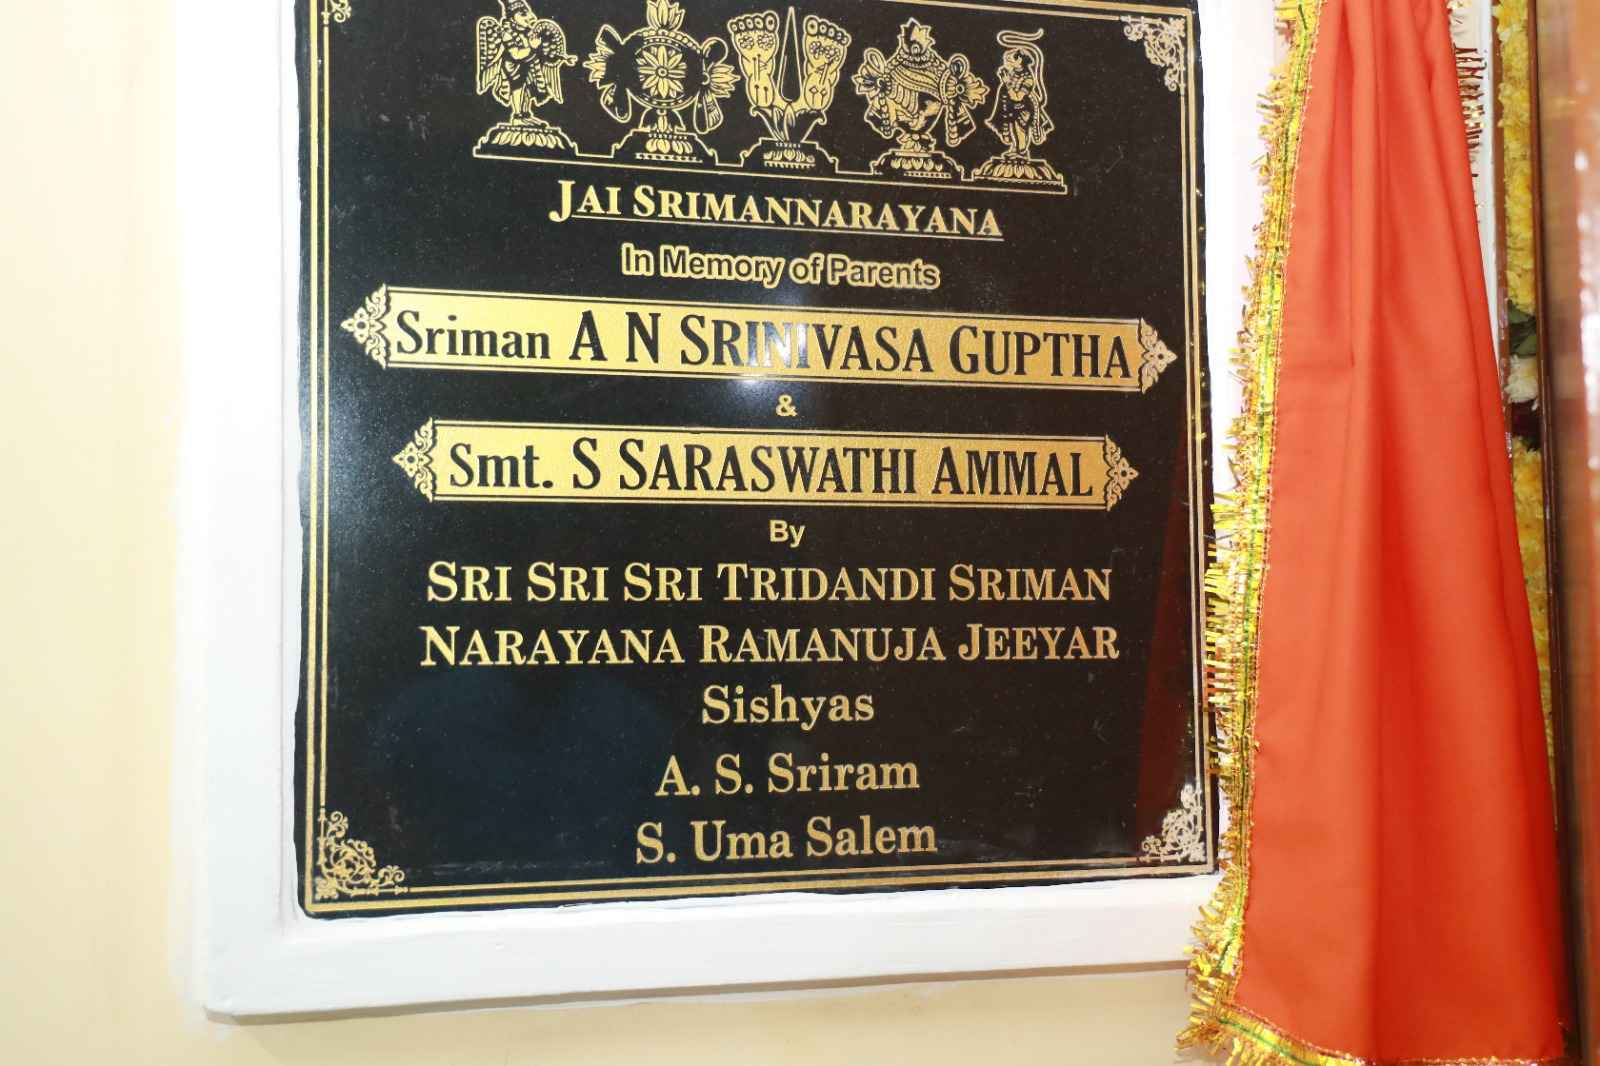 JAI SRIMANNARAYANA
In Memory of Parents
Sriman A N SRINIVASA GUPTHA
&
Smt. S SARASWATHI AMMAL
By
SRI SRI SRI TRIDANDI SRIMAN
NARAYANA RAMANUJA JEEYAR
Sishyas
A. S. Sriram
S. Uma Salem